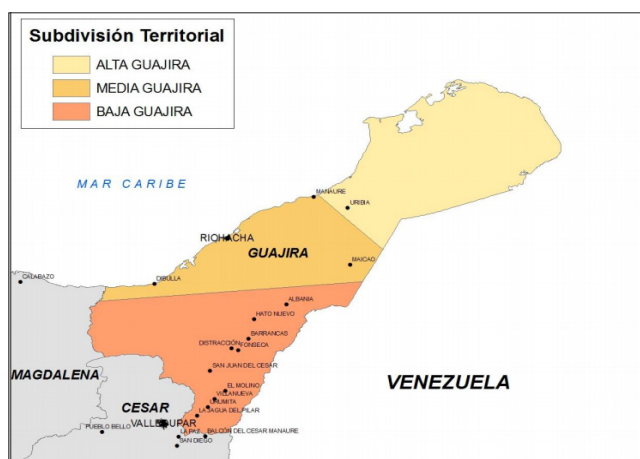 Subdivisión Territorial
ALTA GUAJIRA
MEDIA GUAJIRA
BAJA GUAJIRA
MAR CARIBE
MANAURE
URIBIA
RIOHACHA
GUAJIRA
MAICAO
CALABAZO
DIBULLA
ALBANIA
HATO NUEVO
BARRANCAS
DISTRACCIÓN
FONSECA
SAN JUAN DEL CESAR
MAGDALENA
EL MOLINO
VENEZUELA
VILLANUEVA
CESAR
URUMITA
LA JAGUA DEL PILAR
VALLEDUPAR
PUEBLO BELLO
LA PAZ
BALCÓN DEL CESAR MANAURE
SAN DIEGO